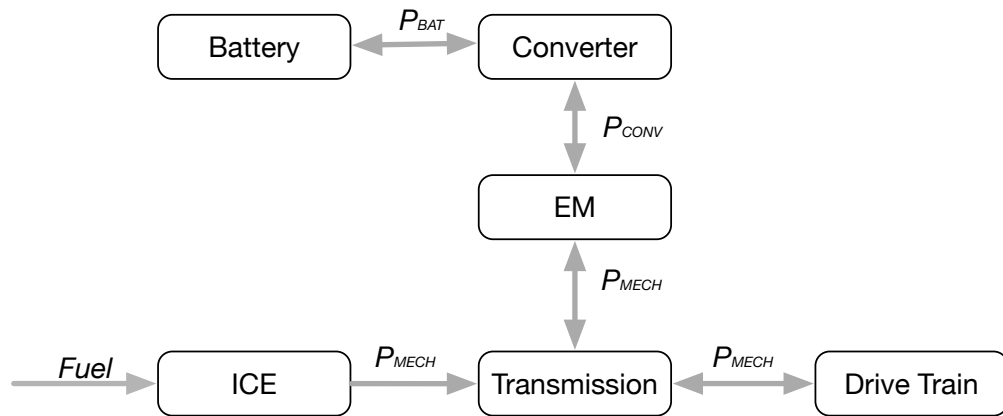 P_BAT
Battery
Converter
P_CONV
EM
P_MECH
Fuel
ICE
P_MECH
Transmission
P_MECH
Drive Train